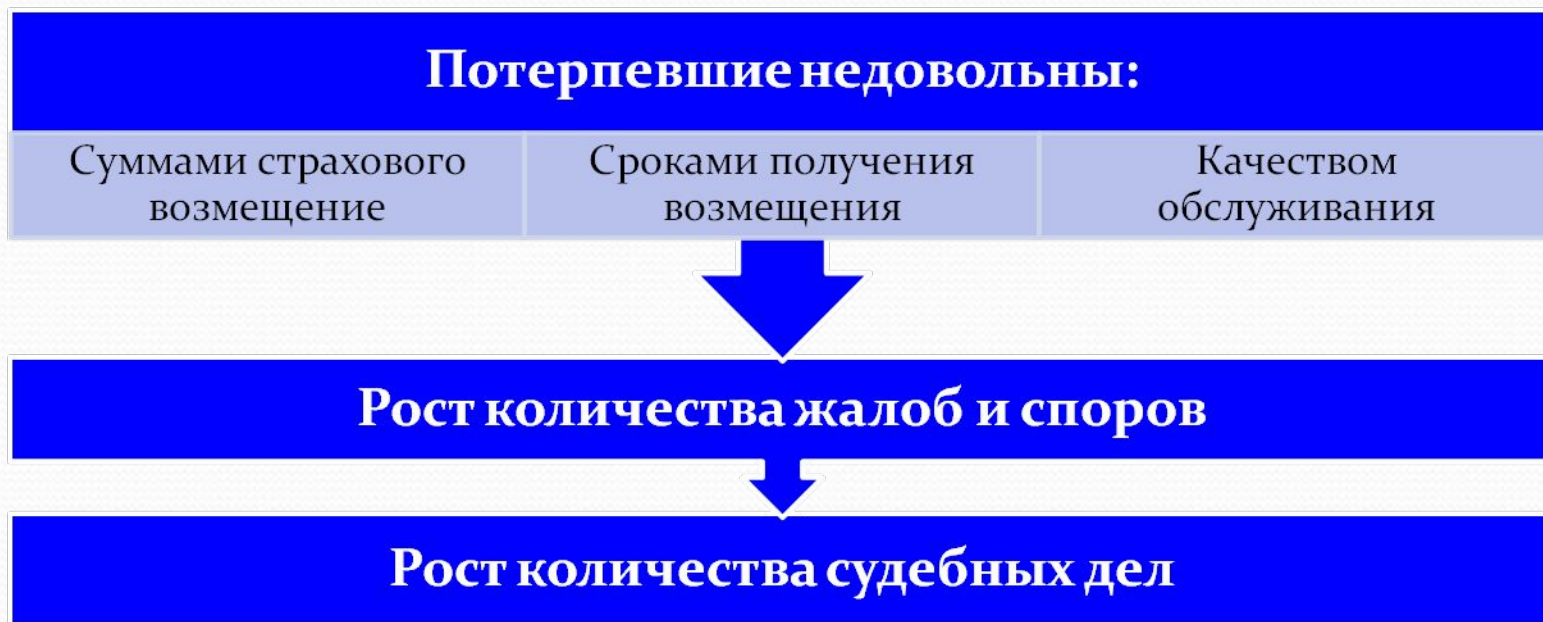 Потерпевшие недовольны:
Суммами страхового
возмещение
Сроками получения
возмещения
Качеством
обслуживания
Рост количества жалоб и споров
Рост количества судебных дел